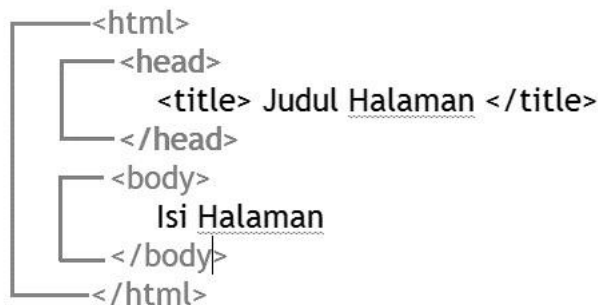 <html>
<head>
<title> Judul Halaman </title>
</head>
<body>
Isi Halaman
</body>
</html>